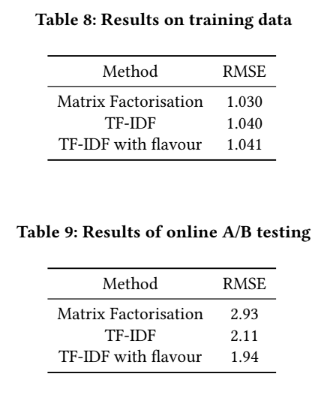 Table 8: Results on training data
Method RMSE
Matrix Factorisation 1.030
TF-IDF 1.040
TF-IDF with flavour 1.041
Table 9: Results of online A/B testing
Method RMSE
Matrix Factorisation 2.93
TF-IDF 2.11
TF-IDF with flavour 1.94